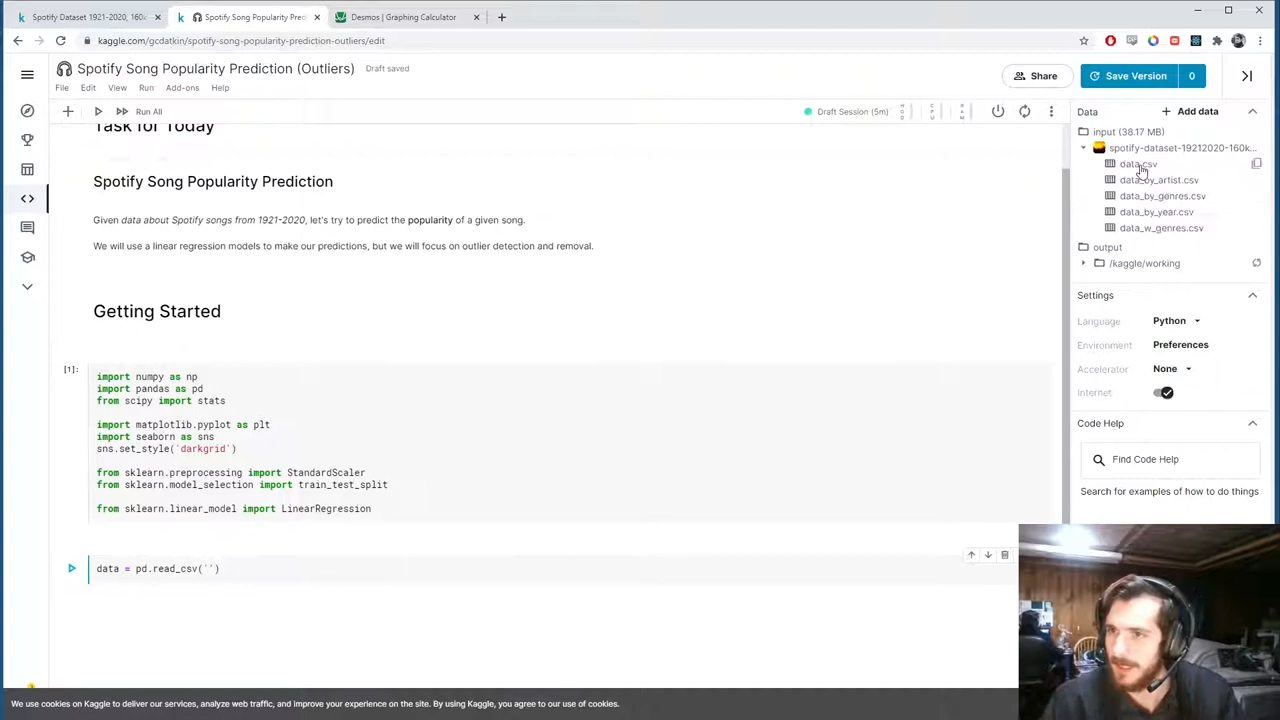 Spotify Dataset 1921-2020, 160k
Spotify Song Popularity Pred
Desmos | Graphing Calculator
kaggle.com/gcdatkin/spotify-song-popularity-prediction-outliers/edit
Spotify Song Popularity Prediction (Outliers)
Draft saved
File
Edit
View
Run
Add-ons
Help
Share
Save Version
0
Run All
Draft Session (5m)
Task for Today
Spotify Song Popularity Prediction
Given data about Spotify songs from 1921-2020, let's try to predict the popularity of a given song.
We will use a linear regression models to make our predictions, but we will focus on outlier detection and removal.
Getting Started
[1]:
import numpy as np
import pandas as pd
from scipy import stats
import matplotlib.pyplot as plt
import seaborn as sns
sns.set_style('darkgrid')
from sklearn.preprocessing import StandardScaler
from sklearn.model_selection import train_test_split
from sklearn.linear_model import LinearRegression
data = pd.read_csv('')
Data
+ Add data
input (38.17 MB)
spotify-dataset-19212020-160k...
data.csv
data_by_artist.csv
data_by_genres.csv
data_by_year.csv
data_w_genres.csv
output
/kaggle/working
Settings
Language
Python
Environment
Preferences
Accelerator
None
Internet
Code Help
Find Code Help
Search for examples of how to do things
We use cookies on Kaggle to deliver our services, analyze web traffic, and improve your experience on the site. By using Kaggle, you agree to our use of cookies.